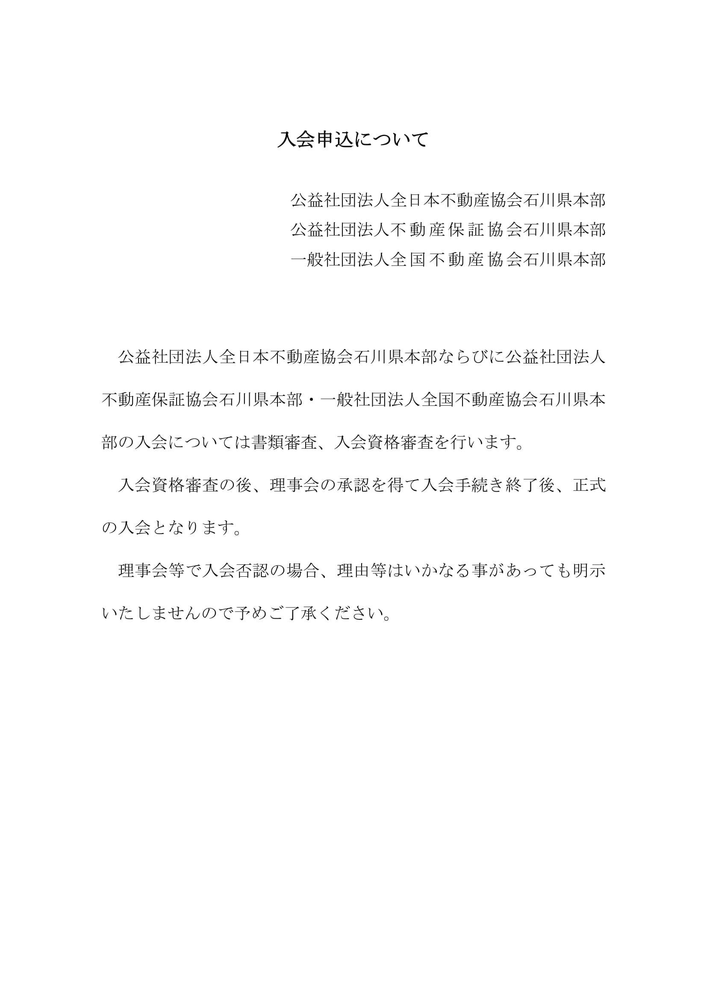 入会申込について
公益社団法人全日本不動産協会石川県本部
公益社団法人不動産保証協会石川県本部
一般社団法人全国不動産協会石川県本部
公益社団法人全日本不動産協会石川県本部ならびに公益社団法人
不動産保証協会石川県本部・一般社団法人全国不動産協会石川県本
部の入会については書類審査、入会資格審査を行います。
入会資格審査の後、理事会の承認を得て入会手続き終了後、正式
の入会となります。
理事会等で入会否認の場合、理由等はいかなる事があっても明示
いたしませんので予めご了承ください。